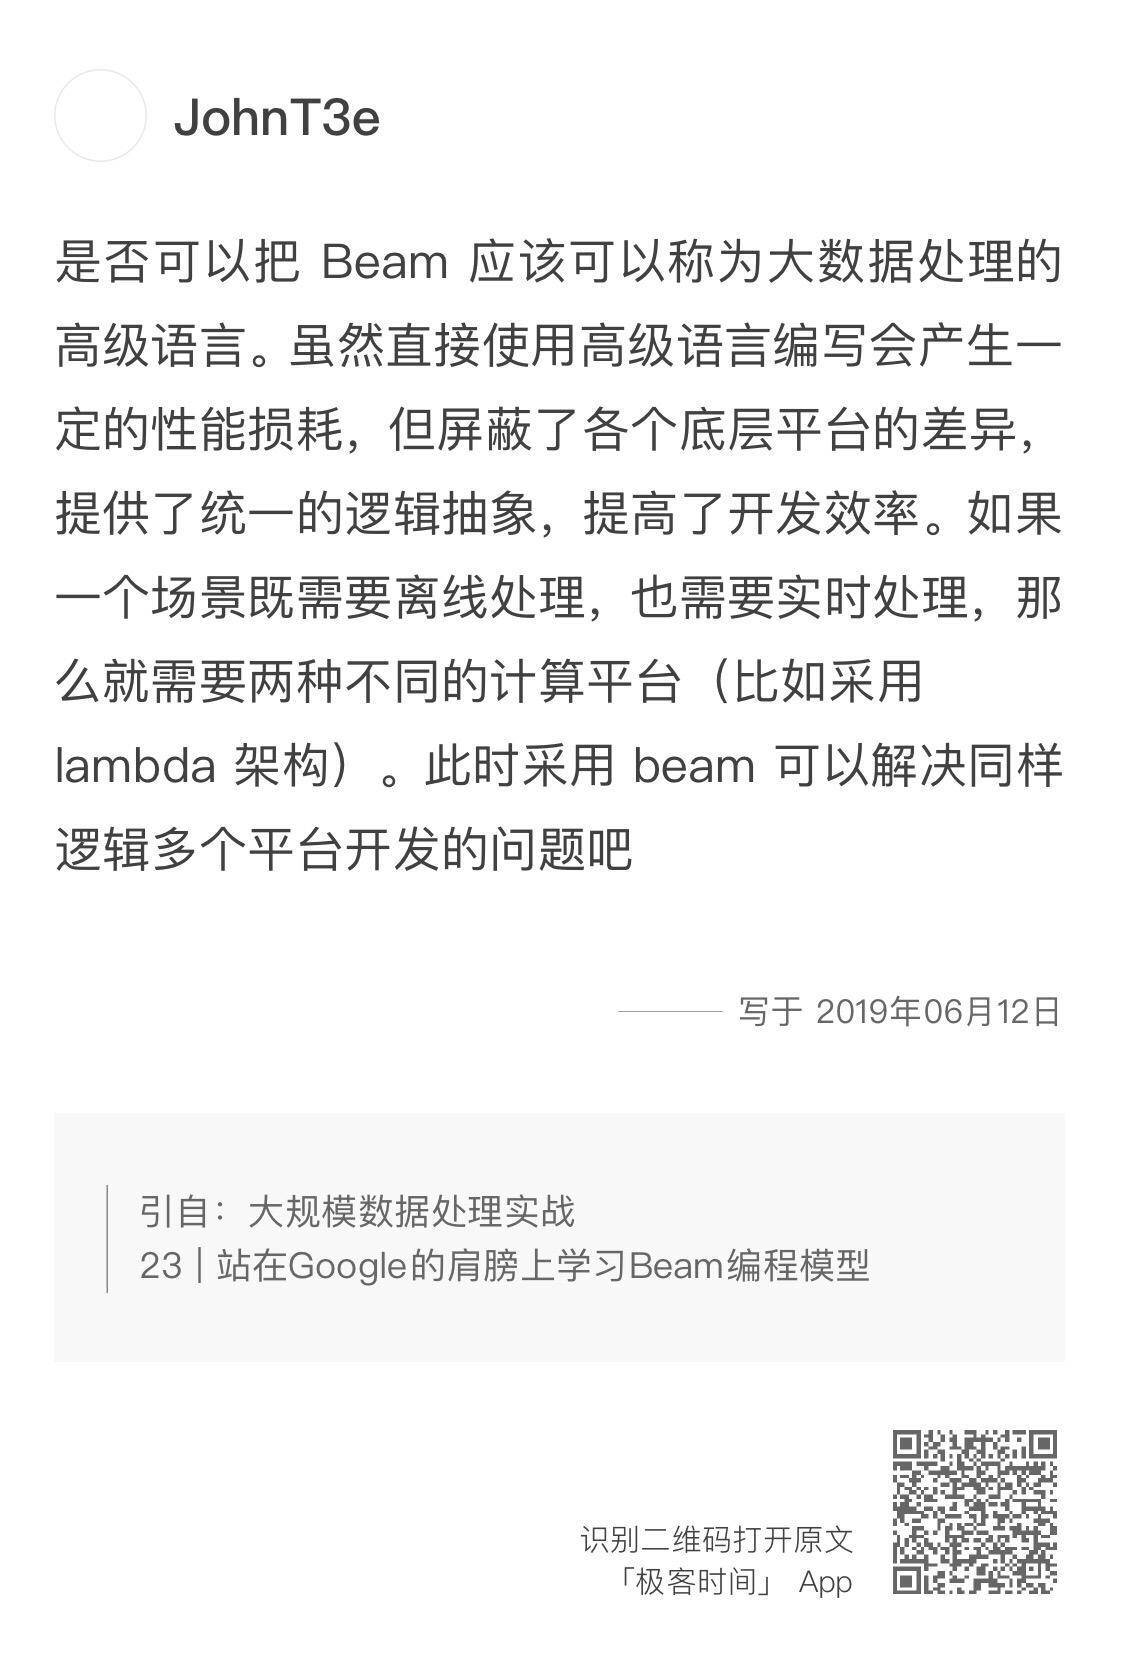 JohnT3e
是否可以把 Beam 应该可以称为大数据处理的
高级语言。虽然直接使用高级语言编写会产生一
定的性能损耗，但屏蔽了各个底层平台的差异，
提供了统一的逻辑抽象，提高了开发效率。如果
一个场景既需要离线处理，也需要实时处理，那
么就需要两种不同的计算平台（比如采用
lambda 架构）。此时采用 beam 可以解决同样
逻辑多个平台开发的问题吧
写于 2019年06月12日
引自：大规模数据处理实战
23 | 站在Google的肩膀上学习Beam编程模型
识别二维码打开原文
「极客时间」 App